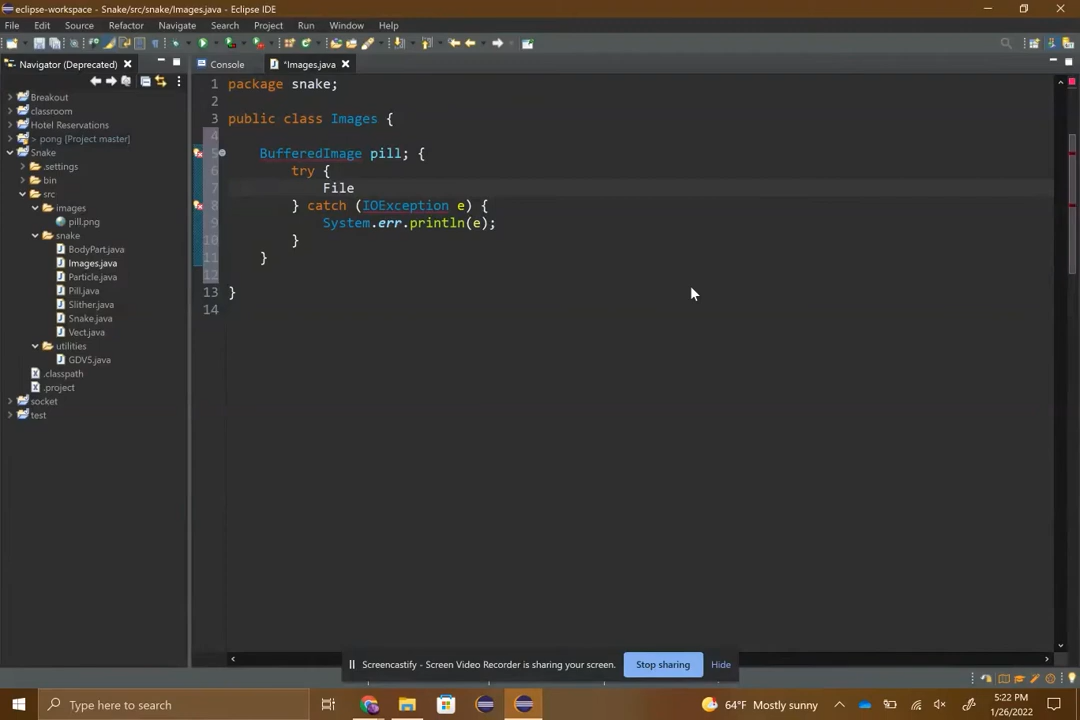 eclipse-workspace - Snake/src/snake/Images.java - Eclipse IDE
File Edit Source Refactor Navigate Search Project Run Window Help
Navigator (Deprecated)
Console
*Images.java
Breakout
classroom
Hotel Reservations
> pong [Project master]
Snake
.settings
bin
src
images
pill.png
snake
BodyPart.java
Images.java
Particle.java
Pill.java
Slither.java
Snake.java
Vect.java
utilities
GDV5.java
.classpath
.project
socket
test
1 package snake;
2
3 public class Images {
4
5 BufferedImage pill; {
6 try {
7 File
8 } catch (IOException e) {
9 System.err.println(e);
10 }
11 }
12
13 }
14
Screencastify - Screen Video Recorder is sharing your screen.
Stop sharing
Hide
Type here to search
64°F Mostly sunny
5:22 PM
1/26/2022